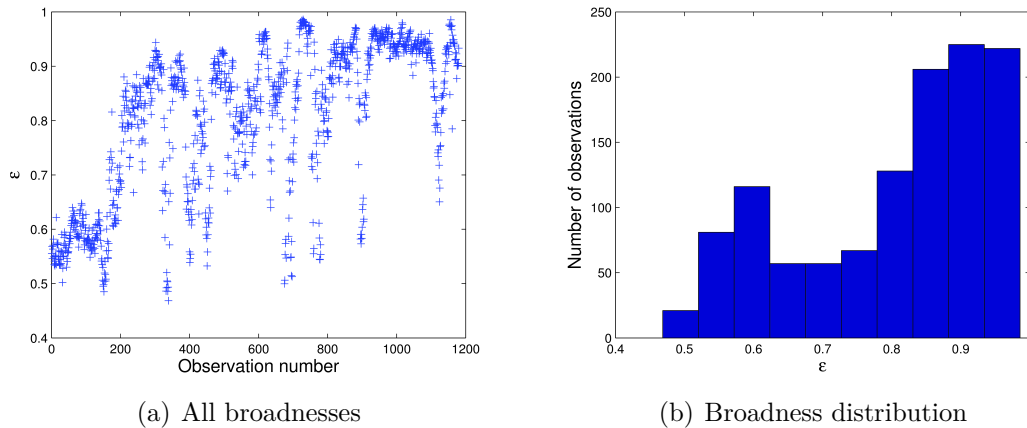 1
0.9
0.8
0.7
0.6
0.5
0.4
ε
0 200 400 600 800 1000 1200
Observation number
(a) All broadnesses
250
200
150
100
50
0
Number of observations
0.4 0.5 0.6 0.7 0.8 0.9
ε
(b) Broadness distribution